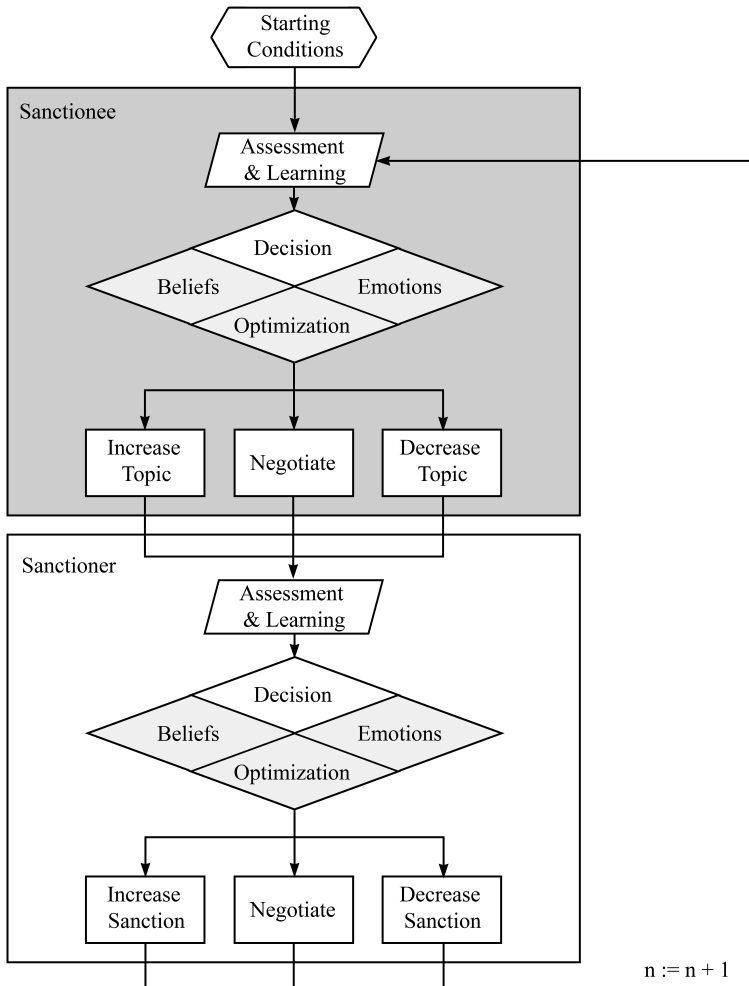 Starting
Conditions
Sanctionee
Assessment
& Learning
Decision
Beliefs
Emotions
Optimization
Increase
Topic
Negotiate
Decrease
Topic
Sanctioner
Assessment
& Learning
Decision
Beliefs
Emotions
Optimization
Increase
Sanction
Negotiate
Decrease
Sanction
n := n + 1